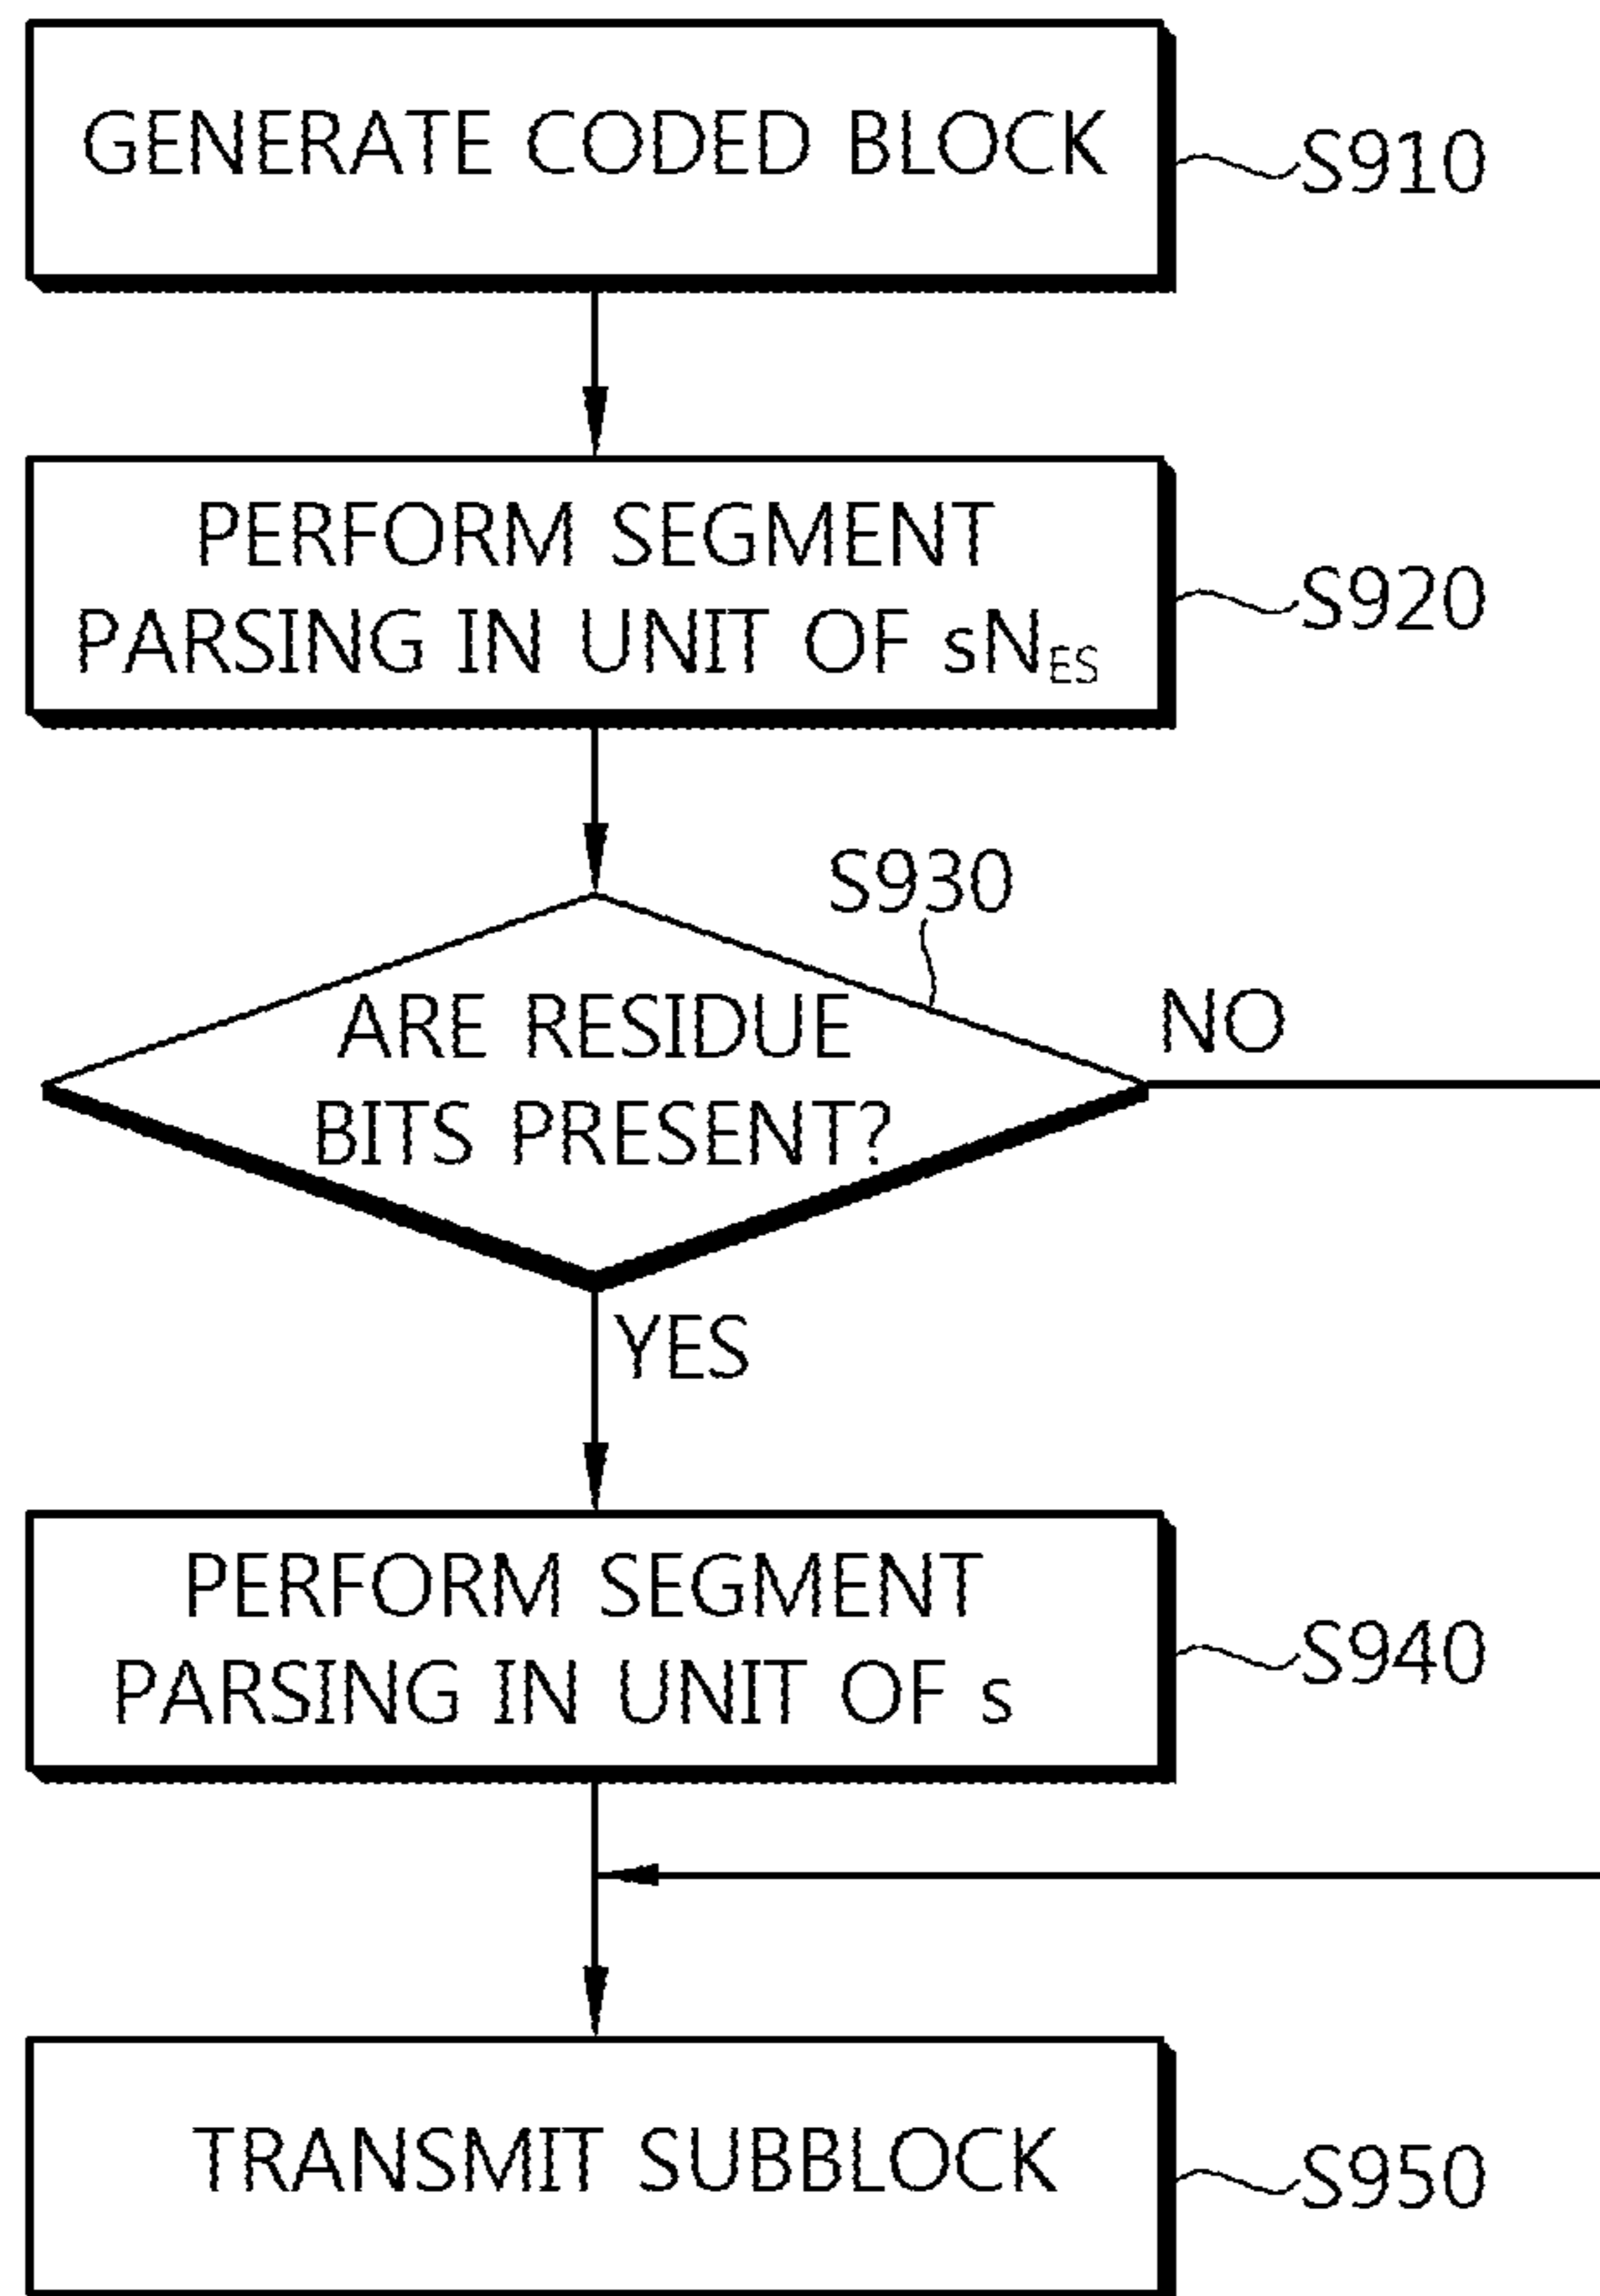 GENERATE CODED BLOCK
S910
PERFORM SEGMENT
PARSING IN UNIT OF sN_ES
S920
S930
ARE RESIDUE
BITS PRESENT?
NO
YES
PERFORM SEGMENT
PARSING IN UNIT OF s
S940
TRANSMIT SUBBLOCK
S950